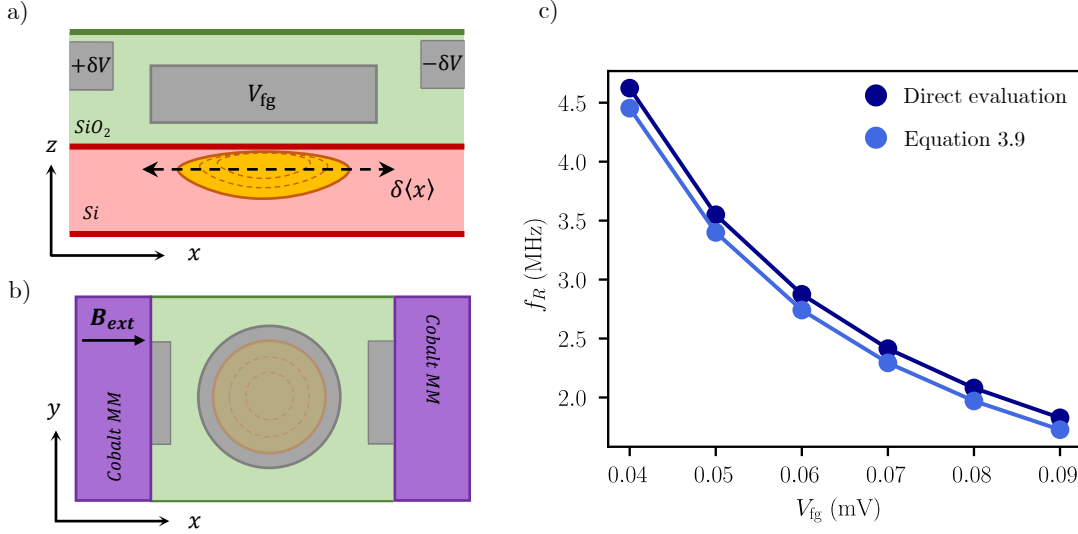 a)
+δV
−δV
V_fg
SiO₂
z
δ⟨x⟩
Si
x
b)
B_ext
Cobalt MM
Cobalt MM
y
x
c)
Direct evaluation
Equation 3.9
4.5
4.0
3.5
3.0
2.5
2.0
f_R (MHz)
0.04 0.05 0.06 0.07 0.08 0.09
V_fg (mV)